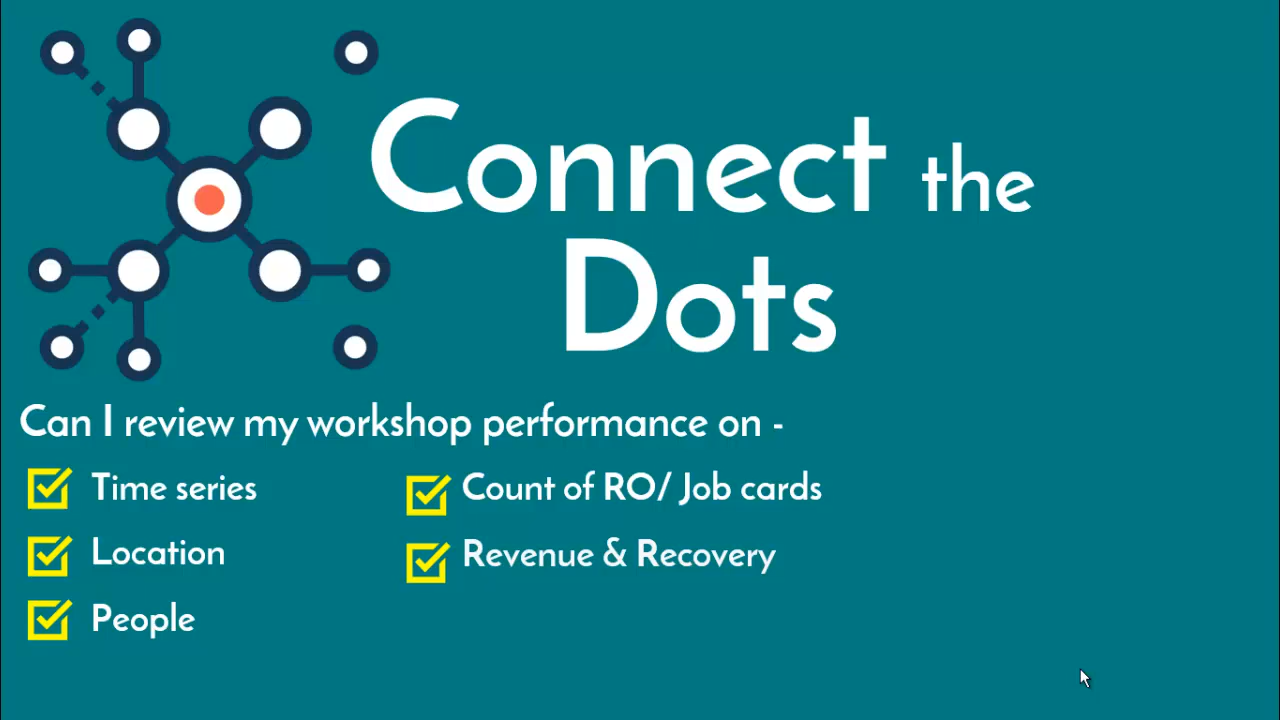 Connect the
Dots
Can I review my workshop performance on -
Time series
Location
People
Count of RO/ Job cards
Revenue & Recovery